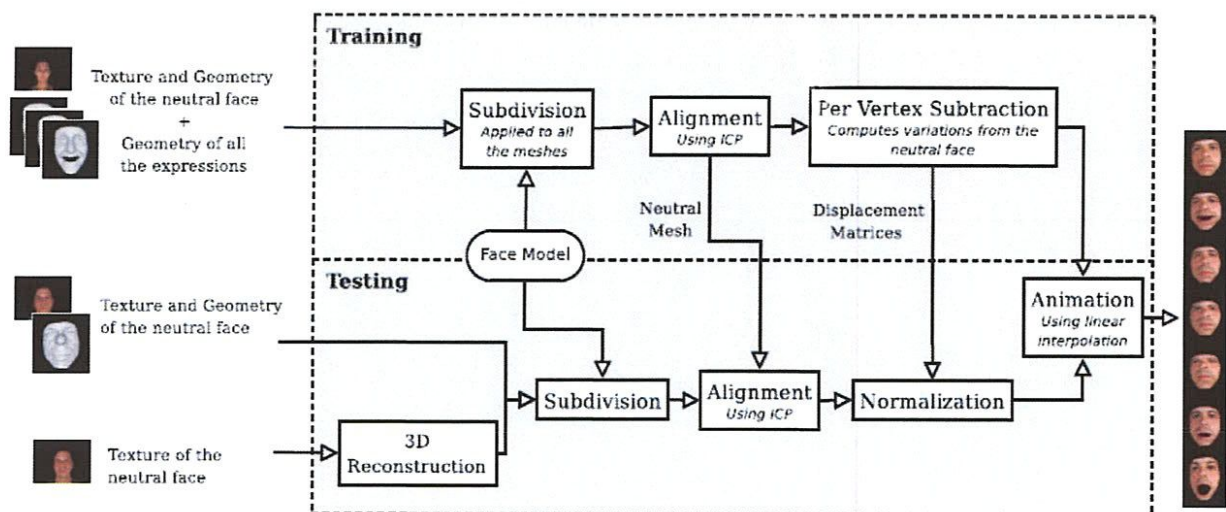 Training
Texture and Geometry
of the neutral face
+
Geometry of all
the expressions
Subdivision
Applied to all
the meshes
Alignment
Using ICP
Per Vertex Subtraction
Computes variations from the
neutral face
Neutral
Mesh
Displacement
Matrices
Face Model
Testing
Texture and Geometry
of the neutral face
Animation
Using linear
interpolation
Subdivision
Alignment
Using ICP
Normalization
3D
Reconstruction
Texture of the
neutral face